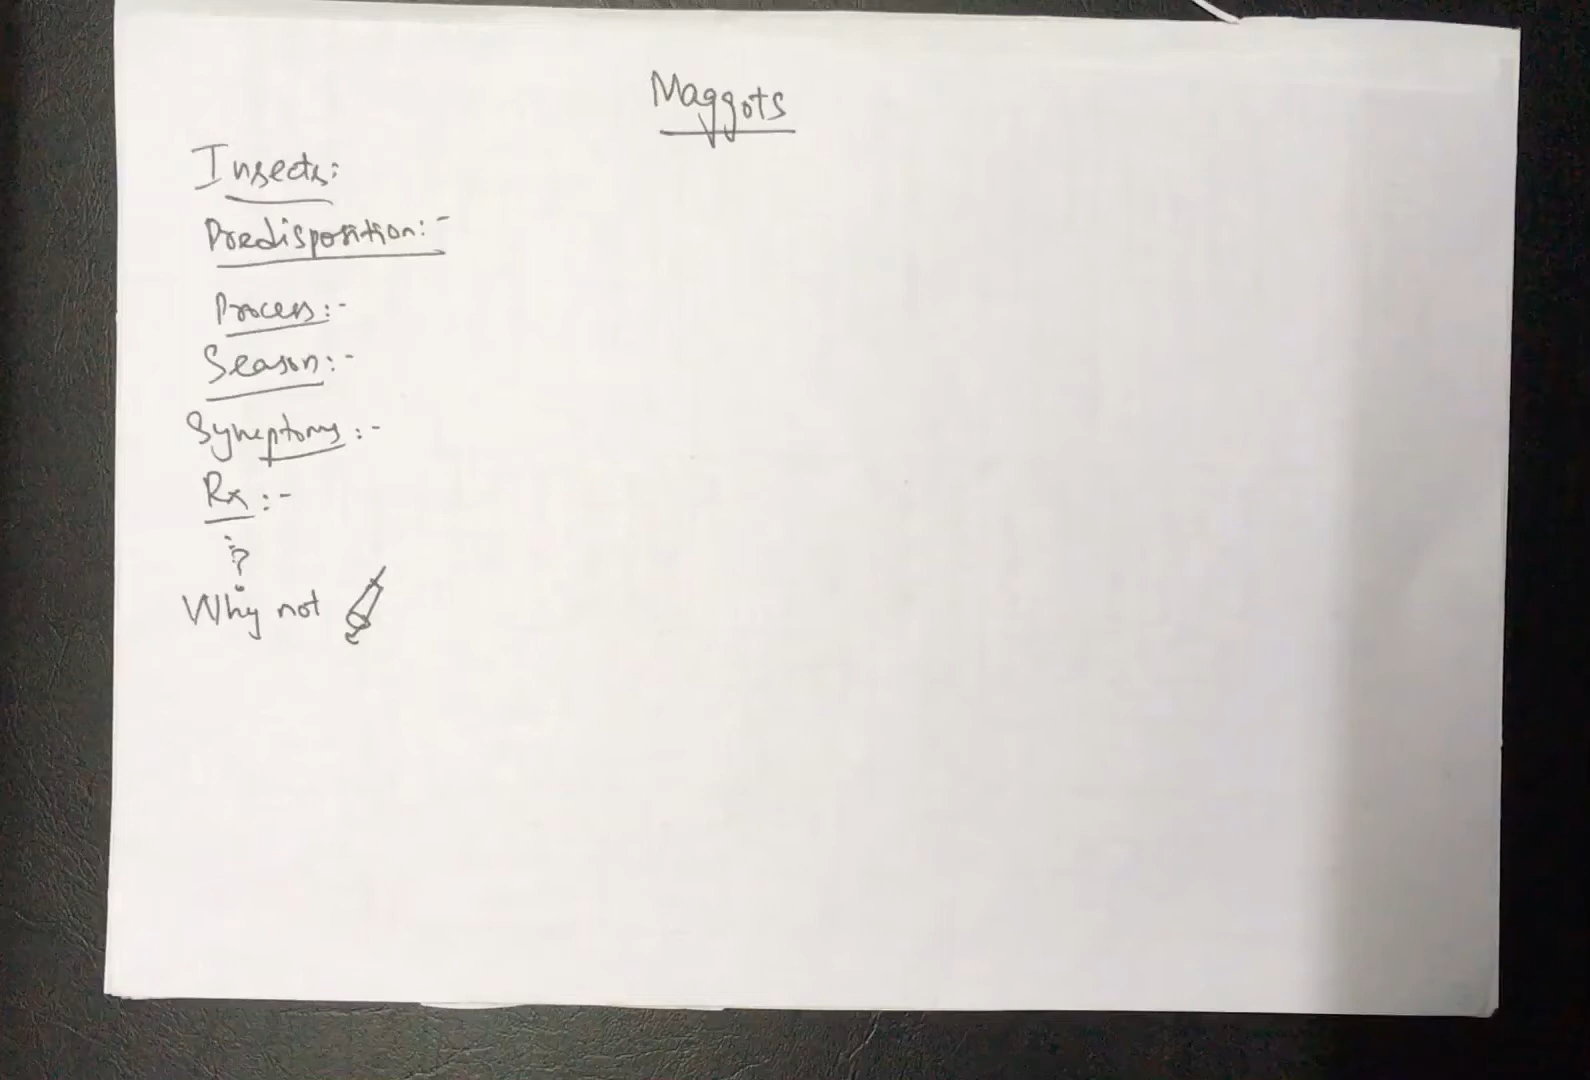 Maggots
Insects:
Predisposition:-
Process:-
Season:-
Symptoms:-
Rx:-
?
Why not